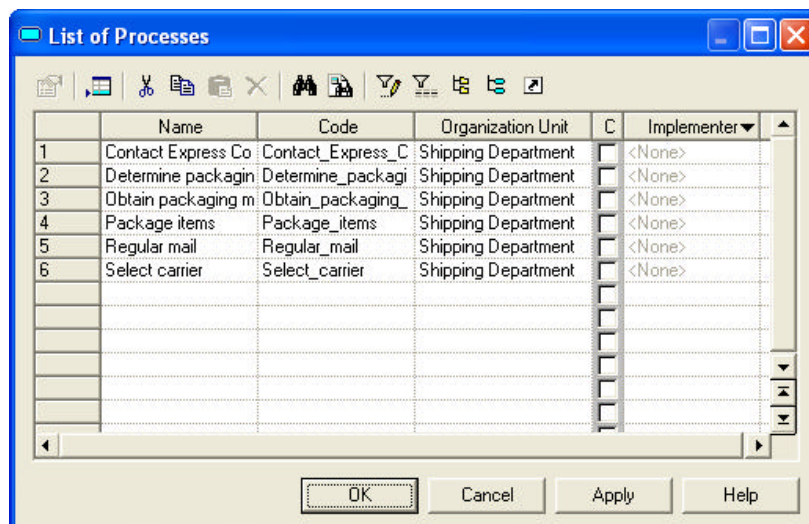 List of Processes
Name Code Organization Unit C Implementer
1 Contact Express Co Contact_Express_C Shipping Department <None>
2 Determine packagin Determine_packagi Shipping Department <None>
3 Obtain packaging m Obtain_packaging_ Shipping Department <None>
4 Package items Package_items Shipping Department <None>
5 Regular mail Regular_mail Shipping Department <None>
6 Select carrier Select_carrier Shipping Department <None>
OK Cancel Apply Help